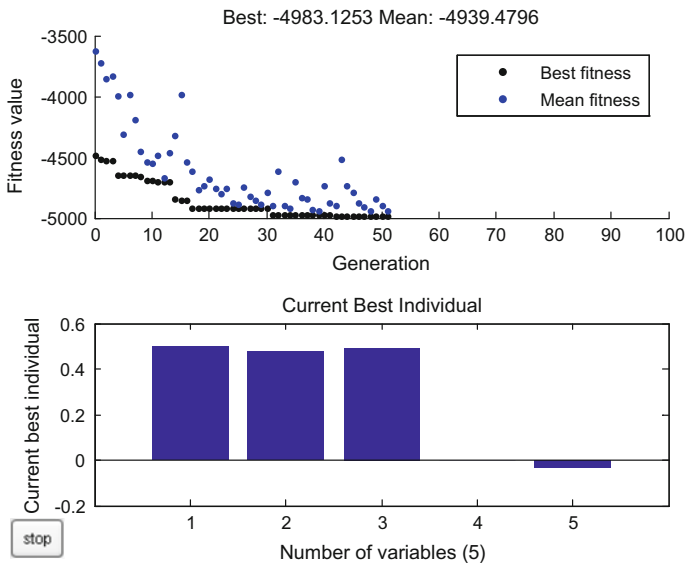 Best: -4983.1253 Mean: -4939.4796
-3500
-4000
-4500
-5000
Fitness value
Best fitness
Mean fitness
0 10 20 30 40 50 60 70 80 90 100
Generation
Current Best Individual
0.6
0.4
0.2
0
-0.2
Current best individual
1 2 3 4 5
Number of variables (5)
stop